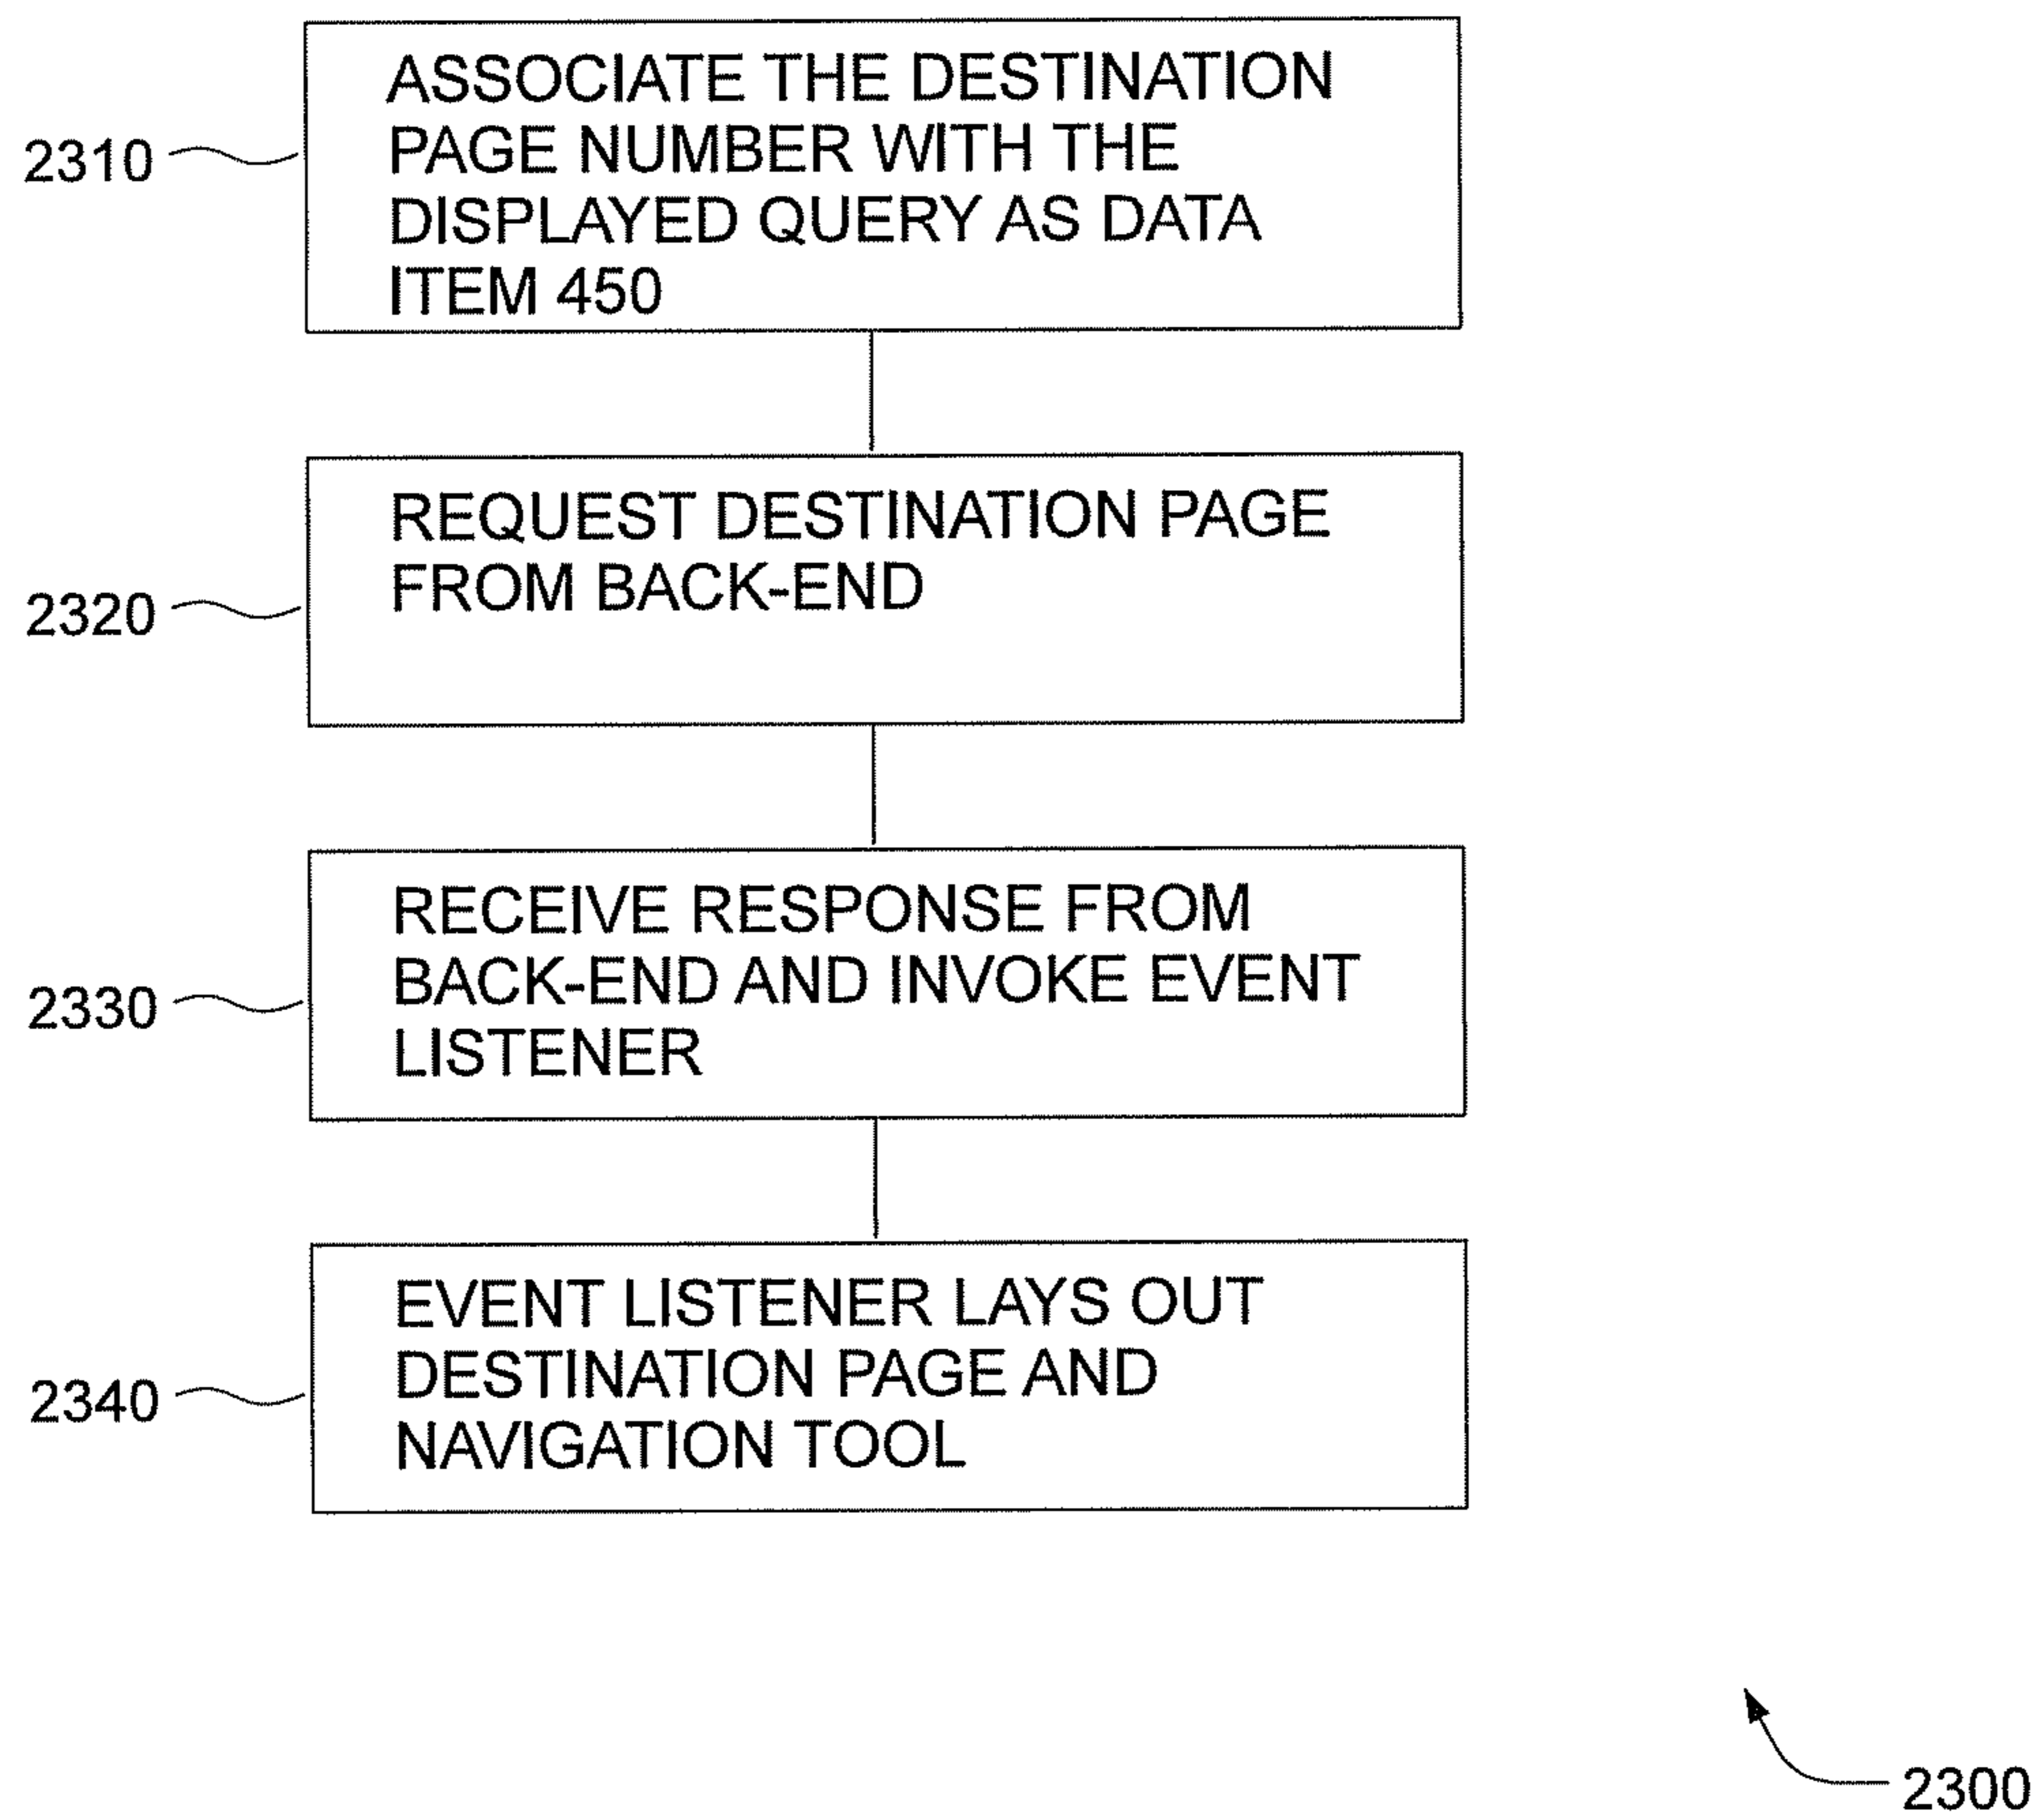 2310
ASSOCIATE THE DESTINATION
PAGE NUMBER WITH THE
DISPLAYED QUERY AS DATA
ITEM 450
2320
REQUEST DESTINATION PAGE
FROM BACK-END
2330
RECEIVE RESPONSE FROM
BACK-END AND INVOKE EVENT
LISTENER
2340
EVENT LISTENER LAYS OUT
DESTINATION PAGE AND
NAVIGATION TOOL
2300